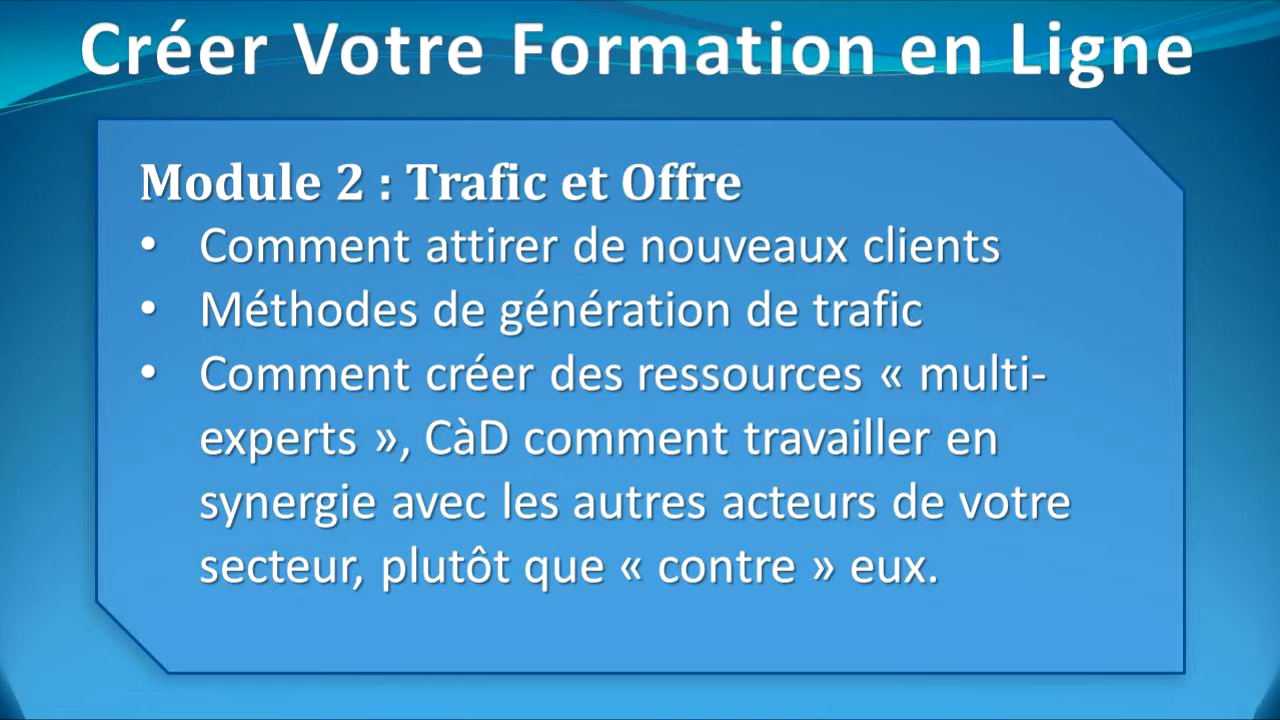 Créer Votre Formation en Ligne
Module 2 : Trafic et Offre
• Comment attirer de nouveaux clients
• Méthodes de génération de trafic
• Comment créer des ressources « multi-
experts », CàD comment travailler en
synergie avec les autres acteurs de votre
secteur, plutôt que « contre » eux.